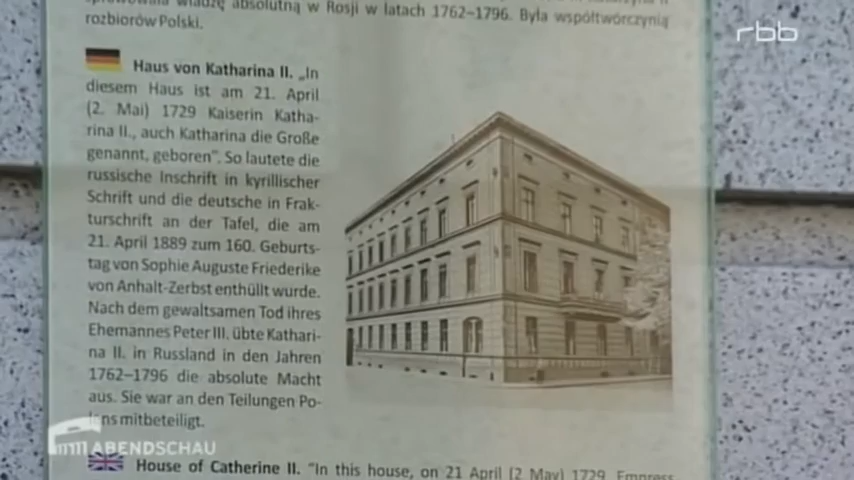 sprawowała władzę absolutną w Rosji w latach 1762–1796. Była współtwórczynią
rozbiorów Polski.
rbb
Haus von Katharina II. „In
diesem Haus ist am 21. April
(2. Mai) 1729 Kaiserin Katha-
rina II., auch Katharina die Große
genannt, geboren“. So lautete die
russische Inschrift in kyrillischer
Schrift und die deutsche in Frak-
turschrift an der Tafel, die am
21. April 1889 zum 160. Geburts-
tag von Sophie Auguste Friederike
von Anhalt-Zerbst enthüllt wurde.
Nach dem gewaltsamen Tod ihres
Ehemannes Peter III. übte Kathari-
na II. in Russland in den Jahren
1762–1796 die absolute Macht
aus. Sie war an den Teilungen Po-
lens mitbeteiligt.
ABENDSCHAU
House of Catherine II. “In this house, on 21 April (2 May) 1729, Empress